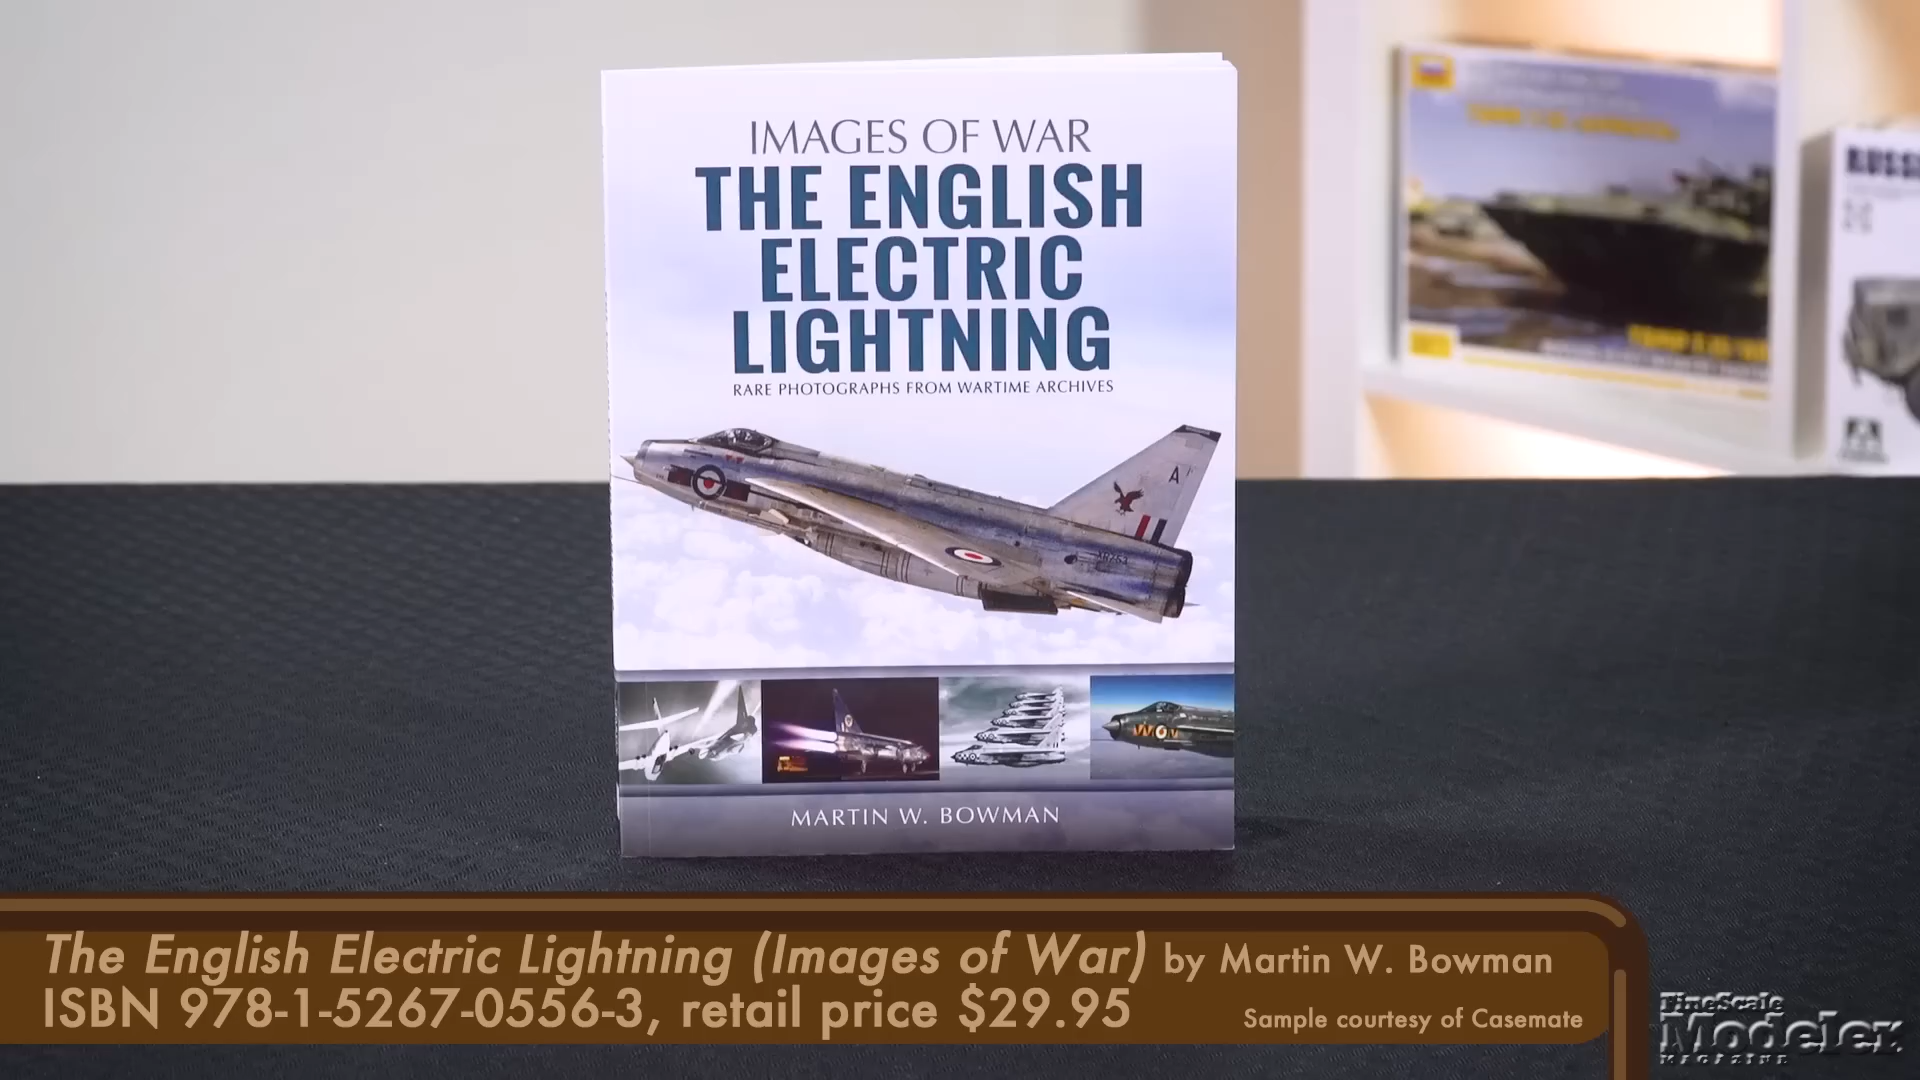 IMAGES OF WAR
THE ENGLISH
ELECTRIC
LIGHTNING
RARE PHOTOGRAPHS FROM WARTIME ARCHIVES
A
MARTIN W. BOWMAN
The English Electric Lightning (Images of War) by Martin W. Bowman
ISBN 978-1-5267-0556-3, retail price $29.95
Sample courtesy of Casemate
FineScale
Modeler
MAGAZINE